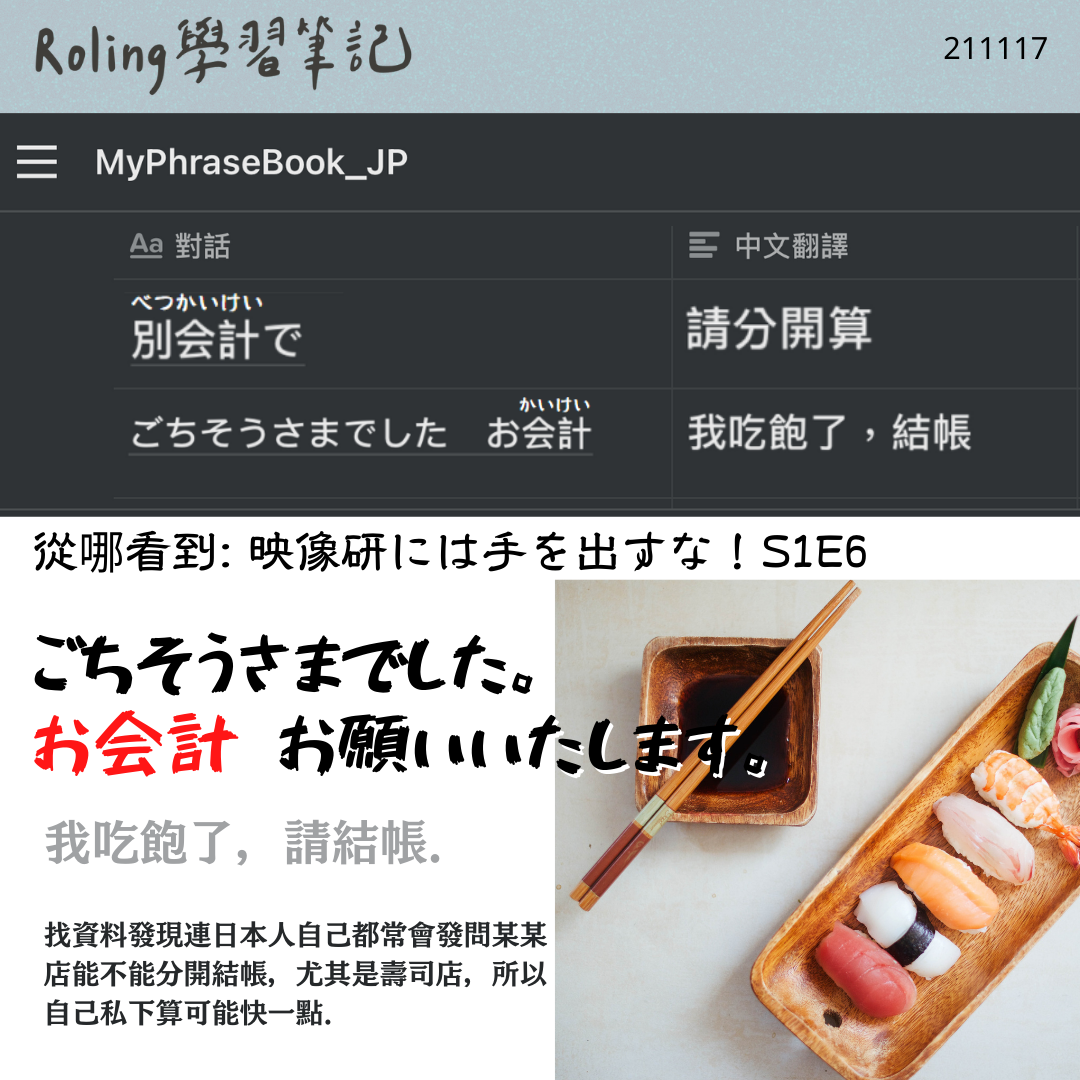 Roling學習筆記
211117
MyPhraseBook_JP
Aa 對話
中文翻譯
べつかいけい
別会計で
請分開算
かいけい
ごちそうさまでした お会計
我吃飽了，結帳
從哪看到: 映像研には手を出すな！S1E6
ごちそうさまでした。
お会計 お願いいたします。
我吃飽了，請結帳.
找資料發現連日本人自己都常會發問某某
店能不能分開結帳，尤其是壽司店，所以
自己私下算可能快一點.